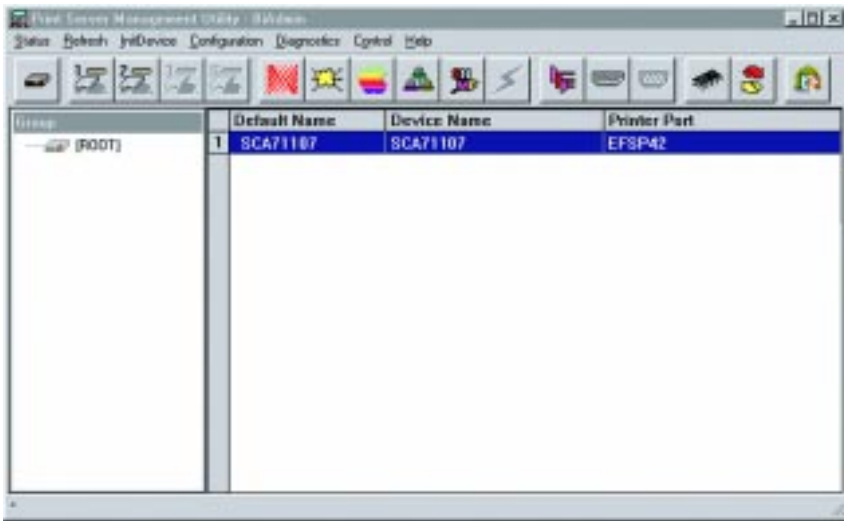 Print Server Management Utility - BiAdmin
Status Refresh InitDevice Configuration Diagnostics Control Help
Group
[ROOT]
Default Name Device Name Printer Port
1 SCA71107 SCA71107 EFSP42